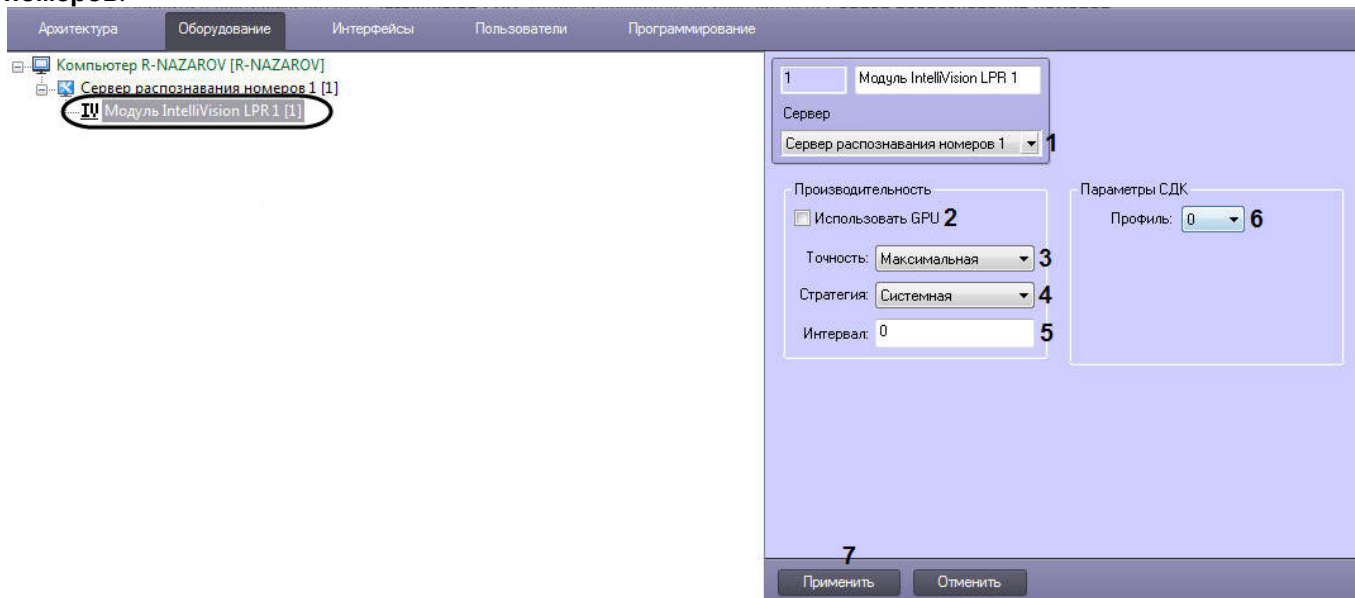 номеров.
Архитектура Оборудование Интерфейсы Пользователи Программирование
Компьютер R-NAZAROV [R-NAZAROV]
Сервер распознавания номеров 1 [1]
Модуль IntelliVision LPR 1 [1]
1 Модуль IntelliVision LPR 1
Сервер
Сервер распознавания номеров 1 1
Производительность
Использовать GPU 2
Точность: Максимальная 3
Стратегия: Системная 4
Интервал: 0 5
Параметры СДК
Профиль: 0 6
7
Применить Отменить